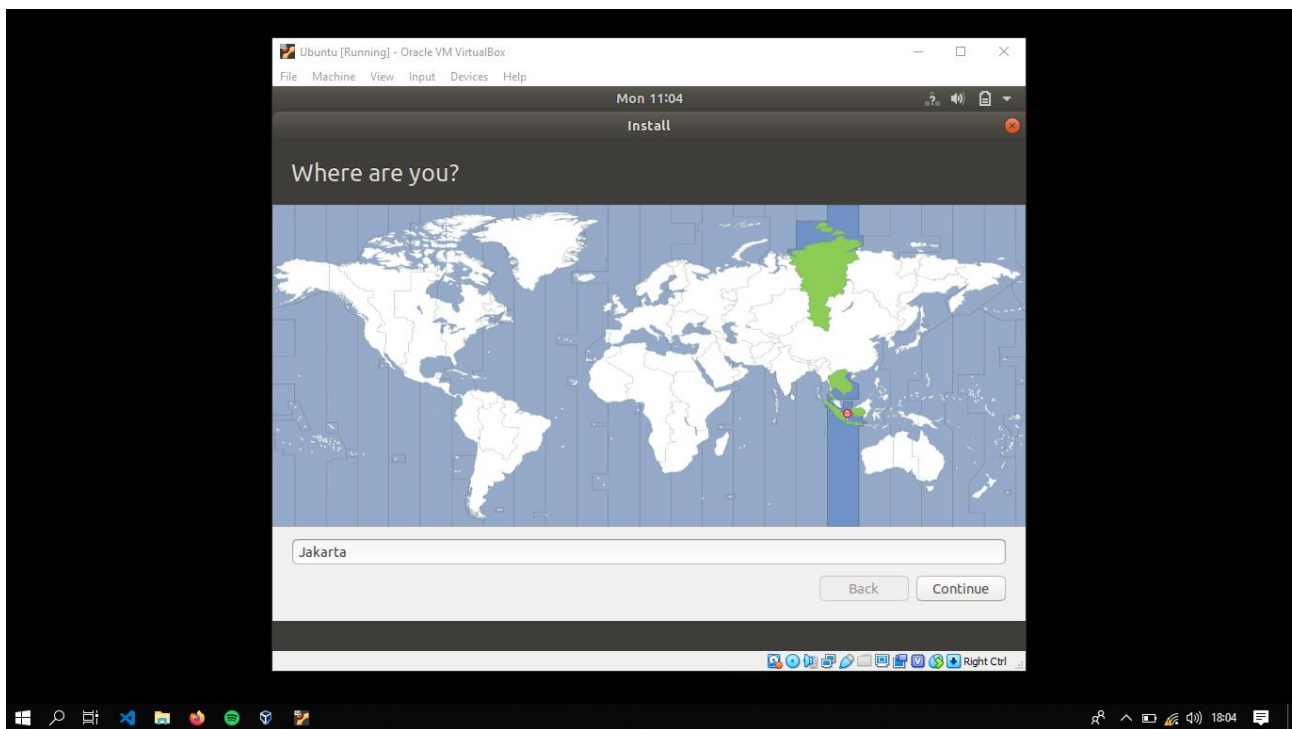 Ubuntu [Running] - Oracle VM VirtualBox
File Machine View Input Devices Help
Mon 11:04
Install
Where are you?
Jakarta
Back Continue
Right Ctrl
18:04